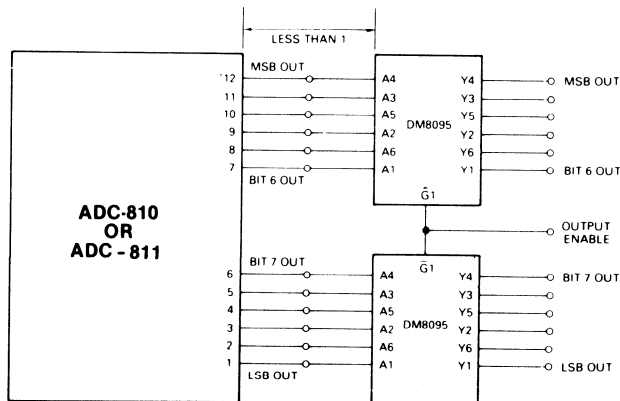 LESS THAN 1
MSB OUT
12
11
10
9
8
7
BIT 6 OUT
A4
A3
A5
A2
A6
A1
DM8095
Y4
Y3
Y5
Y2
Y6
Y1
G̅1
MSB OUT
BIT 6 OUT
ADC-810
OR
ADC-811
OUTPUT
ENABLE
BIT 7 OUT
6
5
4
3
2
1
LSB OUT
G̅1
A4
A3
A5
A2
A6
A1
DM8095
Y4
Y3
Y5
Y2
Y6
Y1
BIT 7 OUT
LSB OUT